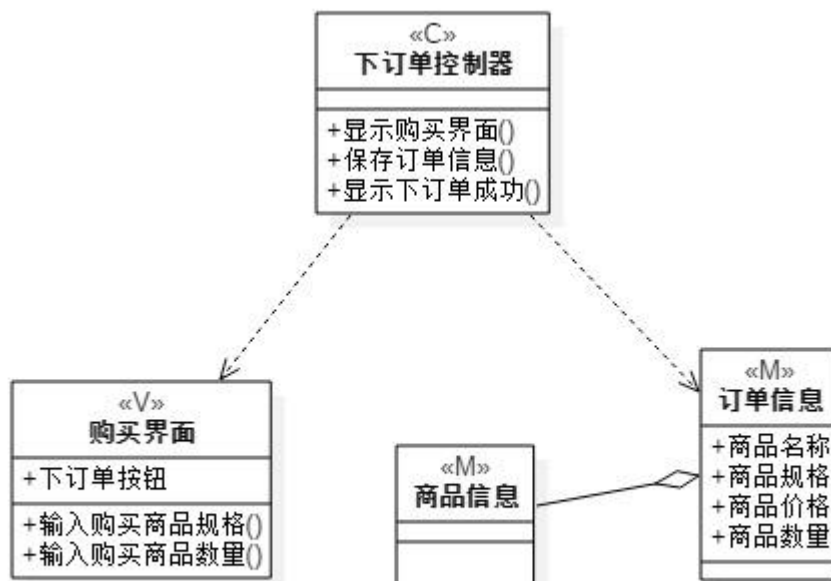 «C»
下订单控制器
+显示购买界面()
+保存订单信息()
+显示下订单成功()
«V»
购买界面
+下订单按钮
+输入购买商品规格()
+输入购买商品数量()
«M»
商品信息
«M»
订单信息
+商品名称
+商品规格
+商品价格
+商品数量